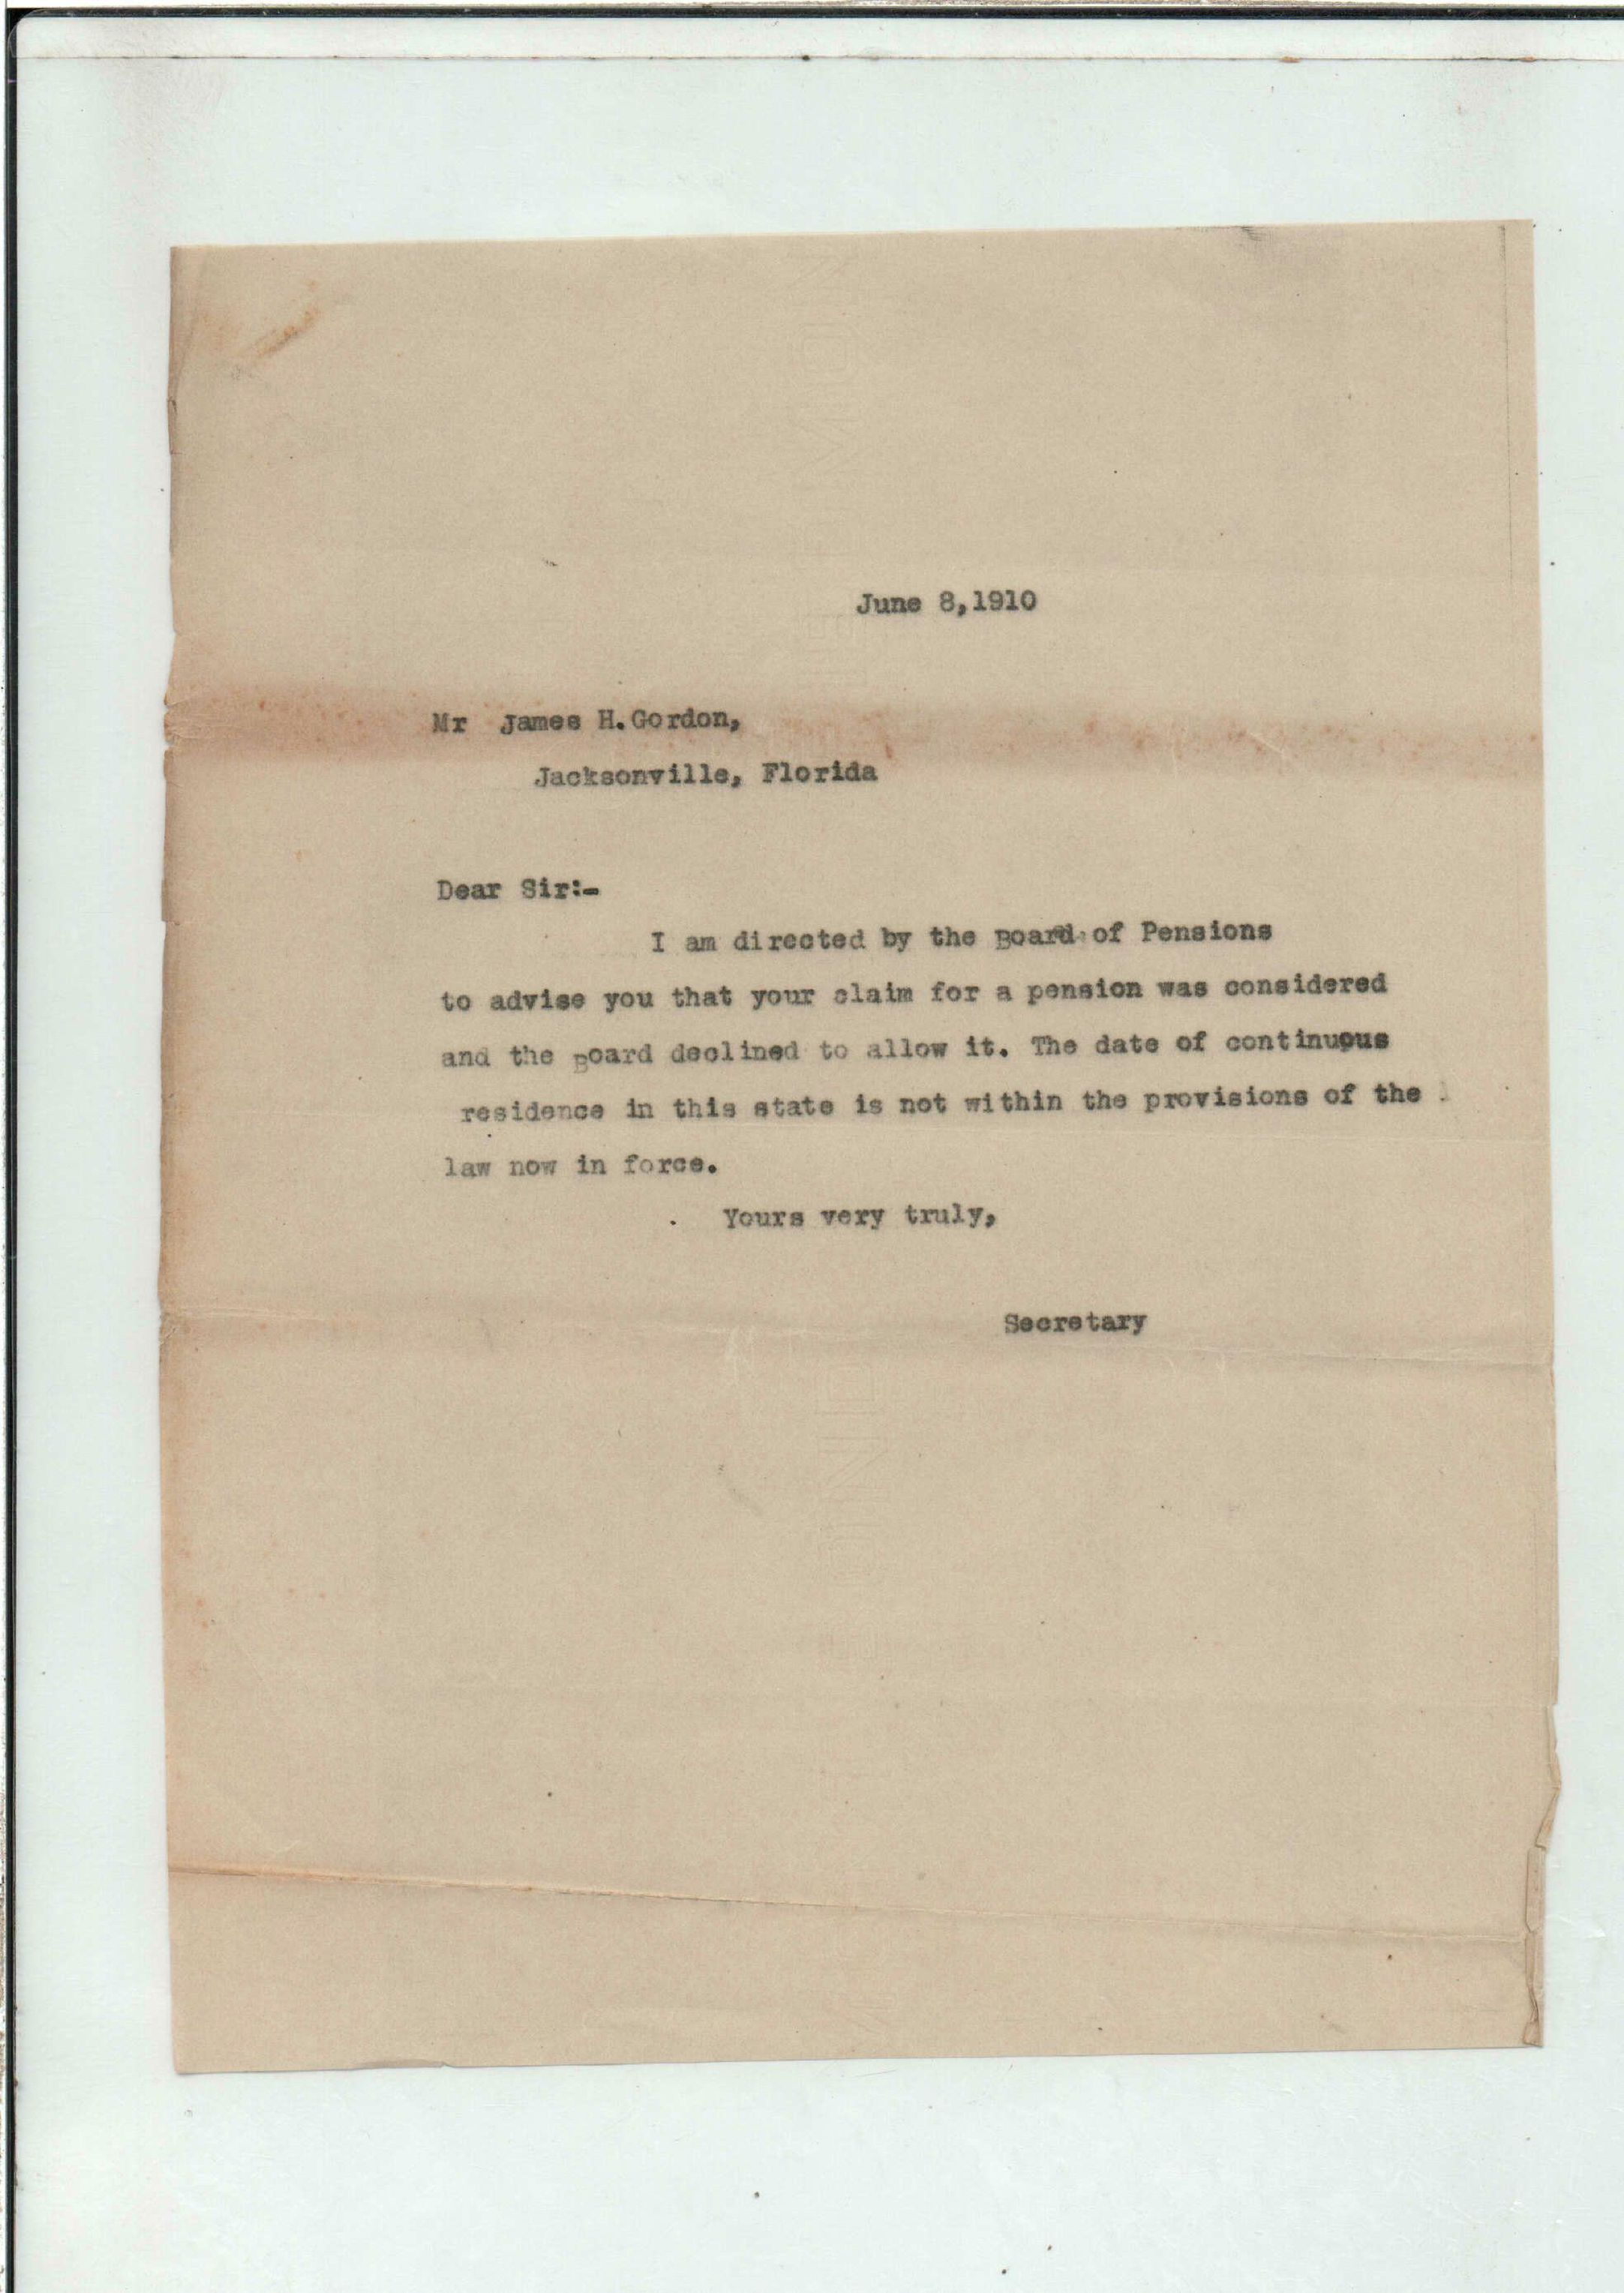 June 8,1910
Mr James H.Gordon,
Jacksonville, Florida
Dear Sir:-
I am directed by the Board of Pensions
to advise you that your claim for a pension was considered
and the Board declined to allow it. The date of continuous
residence in this state is not within the provisions of the
law now in force.
Yours very truly,
Secretary